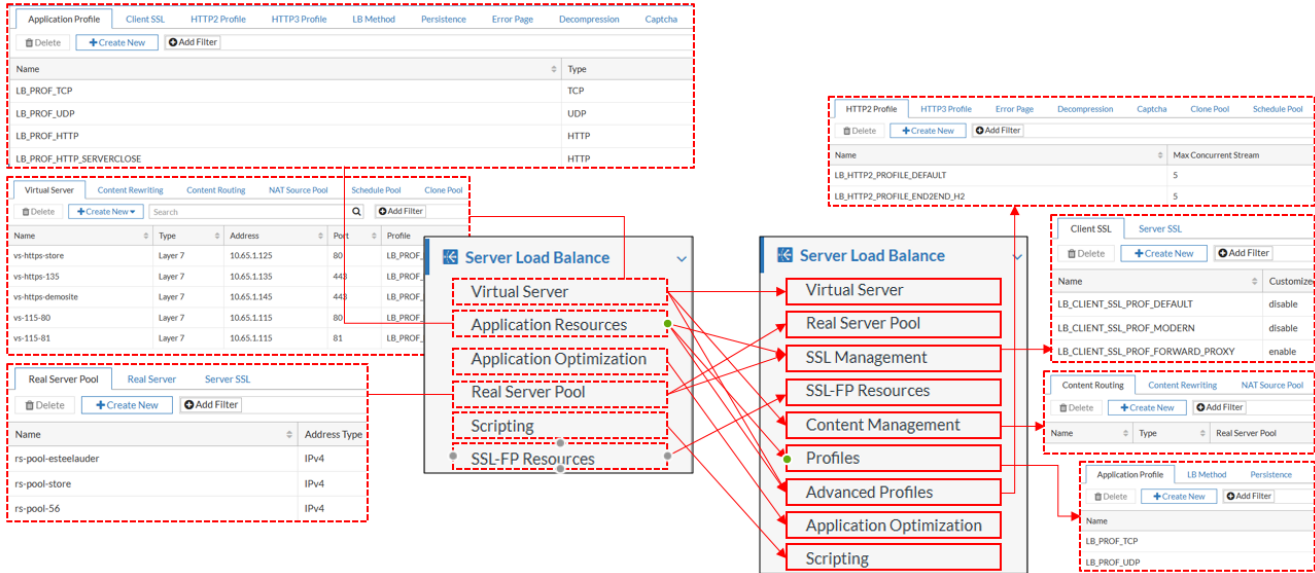 Application Profile Client SSL HTTP2 Profile HTTP3 Profile LB Method Persistence Error Page Decompression Captcha
Delete +Create New Add Filter
Name Type
LB_PROF_TCP TCP
LB_PROF_UDP UDP
LB_PROF_HTTP HTTP
LB_PROF_HTTP_SERVERCLOSE HTTP
Virtual Server Content Rewriting Content Routing NAT Source Pool Schedule Pool Clone Pool
Delete +Create New Search Add Filter
Name Type Address Port Profile
vs-https-store Layer 7 10.65.1.125 80 LB_PROF_
vs-https-135 Layer 7 10.65.1.135 443 LB_PROF_
vs-https-demosite Layer 7 10.65.1.145 443 LB_PROF_
vs-115-80 Layer 7 10.65.1.115 80 LB_PROF_
vs-115-81 Layer 7 10.65.1.115 81 LB_PROF_
Real Server Pool Real Server Server SSL
Delete +Create New Add Filter
Name Address Type
rs-pool-esteelauder IPv4
rs-pool-store IPv4
rs-pool-56 IPv4
Server Load Balance
Virtual Server
Application Resources
Application Optimization
Real Server Pool
Scripting
SSL-FP Resources
Server Load Balance
Virtual Server
Real Server Pool
SSL Management
SSL-FP Resources
Content Management
Profiles
Advanced Profiles
Application Optimization
Scripting
HTTP2 Profile HTTP3 Profile Error Page Decompression Captcha Clone Pool Schedule Pool
Delete +Create New Add Filter
Name Max Concurrent Stream
LB_HTTP2_PROFILE_DEFAULT 5
LB_HTTP2_PROFILE_END2END_H2 5
Client SSL Server SSL
Delete +Create New Add Filter
Name Customize
LB_CLIENT_SSL_PROF_DEFAULT disable
LB_CLIENT_SSL_PROF_MODERN disable
LB_CLIENT_SSL_PROF_FORWARD_PROXY enable
Content Routing Content Rewriting NAT Source Pool
Delete +Create New Add Filter
Name Type Real Server Pool
Application Profile LB Method Persistence
Delete +Create New Add Filter
Name
LB_PROF_TCP
LB_PROF_UDP